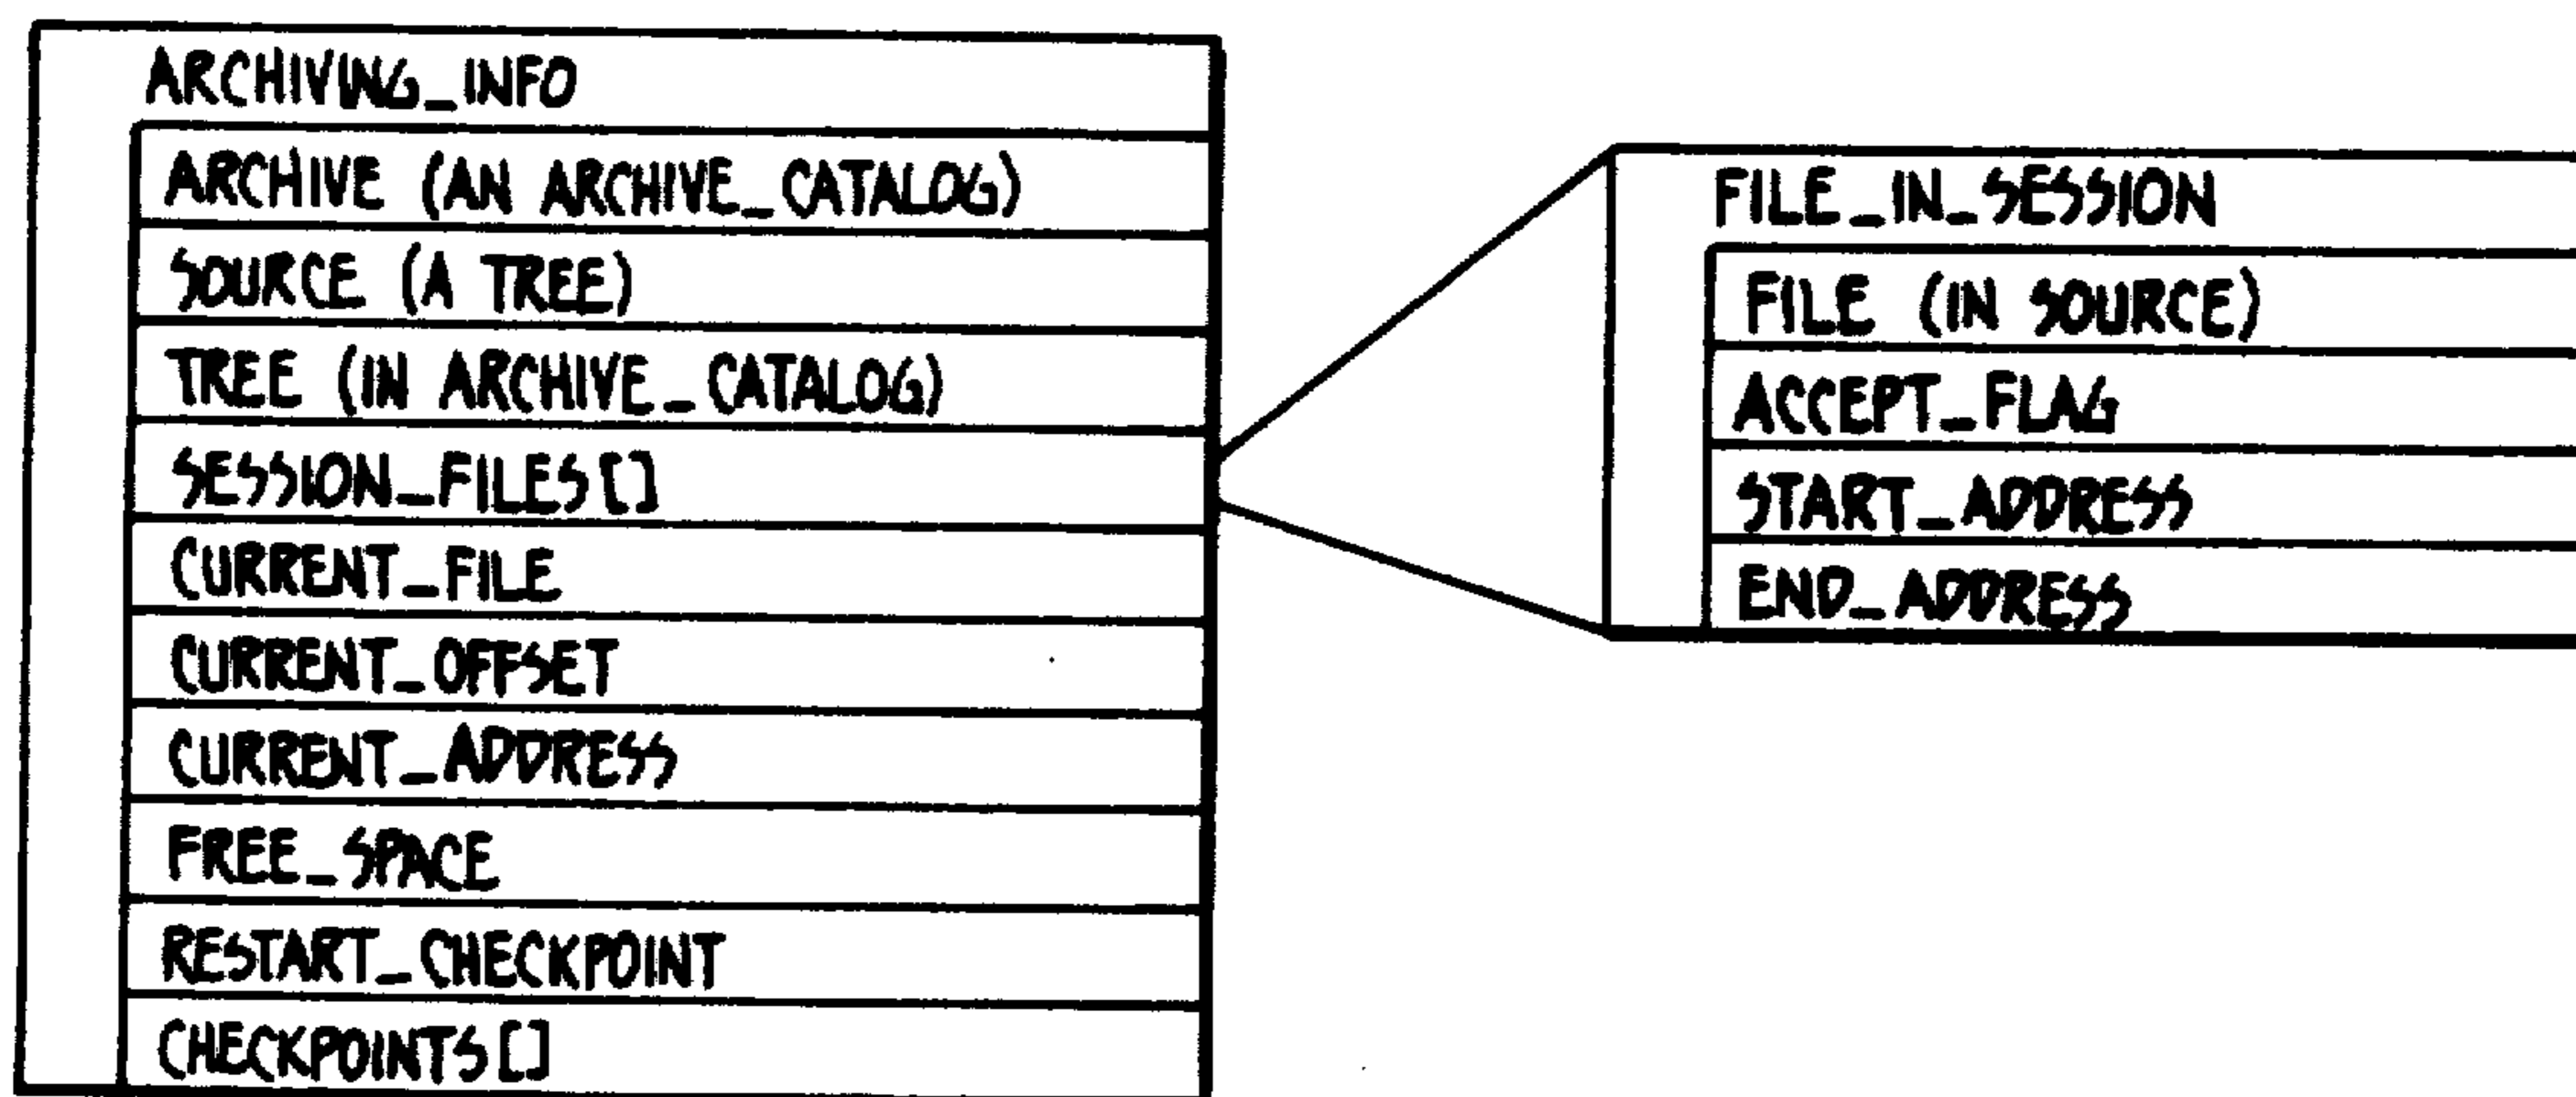 ARCHIVING_INFO
ARCHIVE (AN ARCHIVE_CATALOG)
SOURCE (A TREE)
TREE (IN ARCHIVE_CATALOG)
SESSION_FILES[]
CURRENT_FILE
CURRENT_OFFSET
CURRENT_ADDRESS
FREE_SPACE
RESTART_CHECKPOINT
CHECKPOINTS[]
FILE_IN_SESSION
FILE (IN SOURCE)
ACCEPT_FLAG
START_ADDRESS
END_ADDRESS